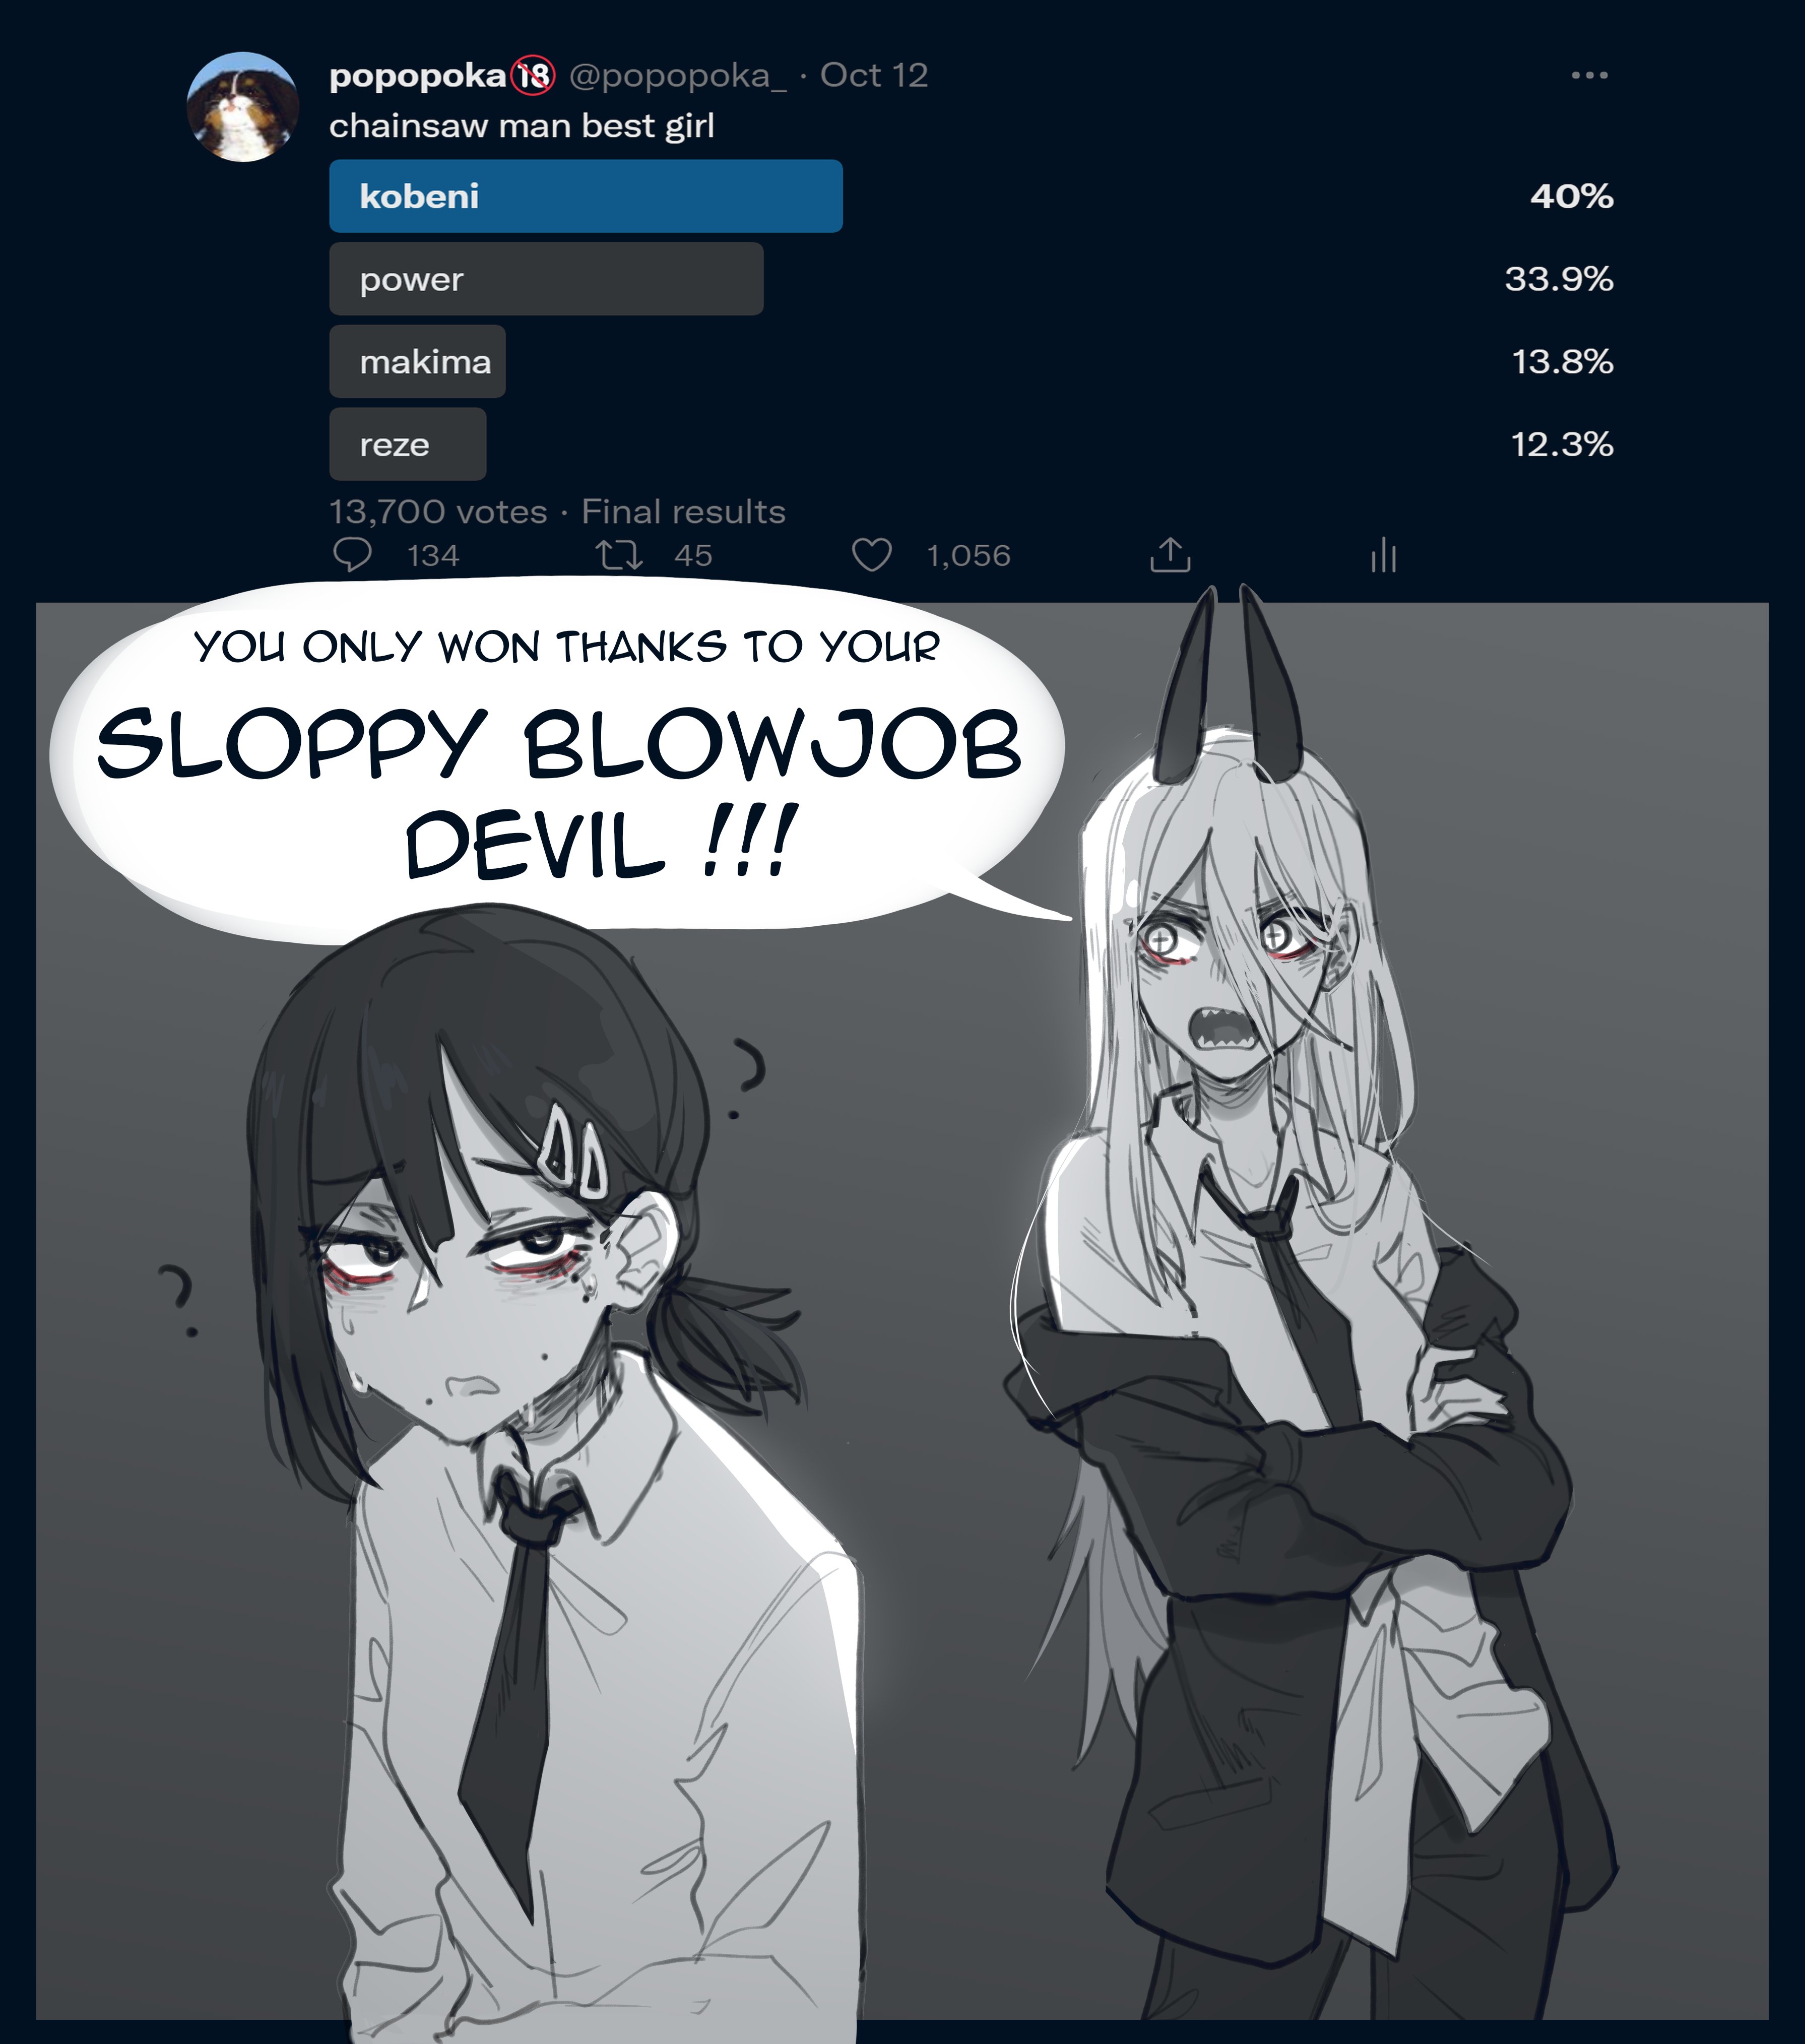 popopoka🔞 @popopoka_ · Oct 12
chainsaw man best girl
kobeni 40%
power 33.9%
makima 13.8%
reze 12.3%
13,700 votes · Final results
134 45 1,056
YOU ONLY WON THANKS TO YOUR
SLOPPY BLOWJOB
DEVIL !!!
?
?